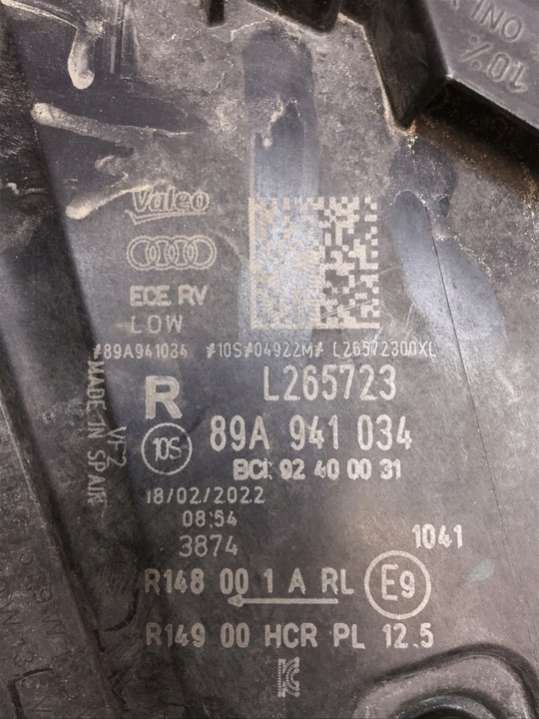 10%
Valeo
ECE RV
LOW
#89A941034 #10S#04922M# L26572300XL
R L265723
10S 89A 941 034
BCI: 92 40 00 31
MADE IN SPAIN
VF2
18/02/2022
08:54
3874
1041
R148 00 1 A RL E9
R149 00 HCR PL 12.5